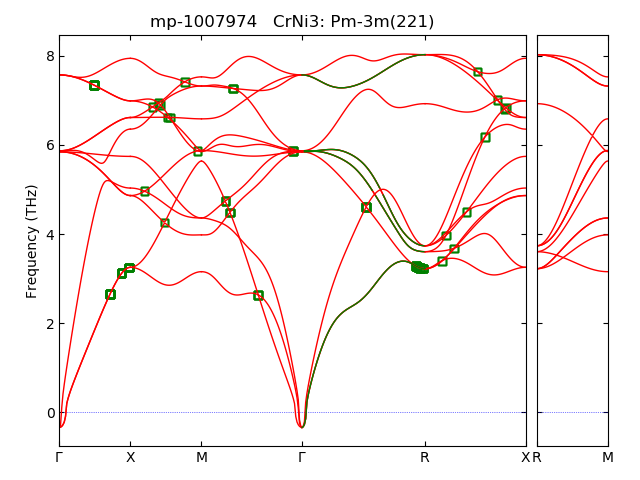 mp-1007974 CrNi3: Pm-3m(221)
Frequency (THz)
8
6
4
2
0
Γ X M Γ R X R M